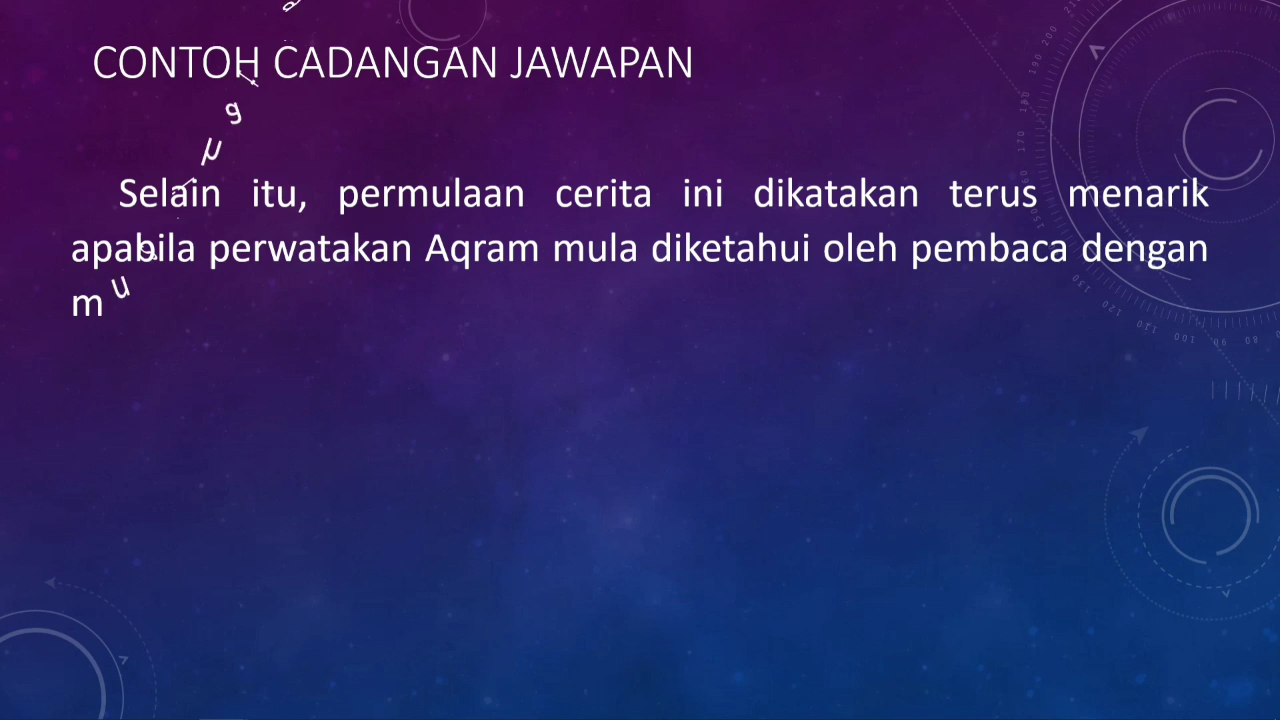 CONTOH CADANGAN JAWAPAN
Selain itu, permulaan cerita ini dikatakan terus menarik
apabila perwatakan Aqram mula diketahui oleh pembaca dengan
m